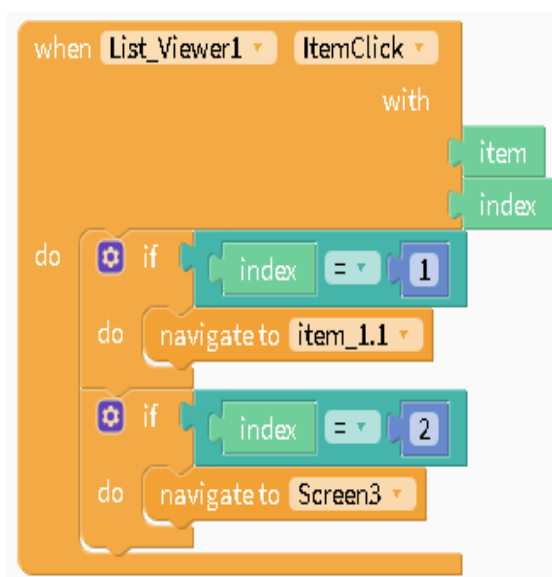 when List_Viewer1 ItemClick
with
item
index
do if index = 1
do navigate to item_1.1
if index = 2
do navigate to Screen3